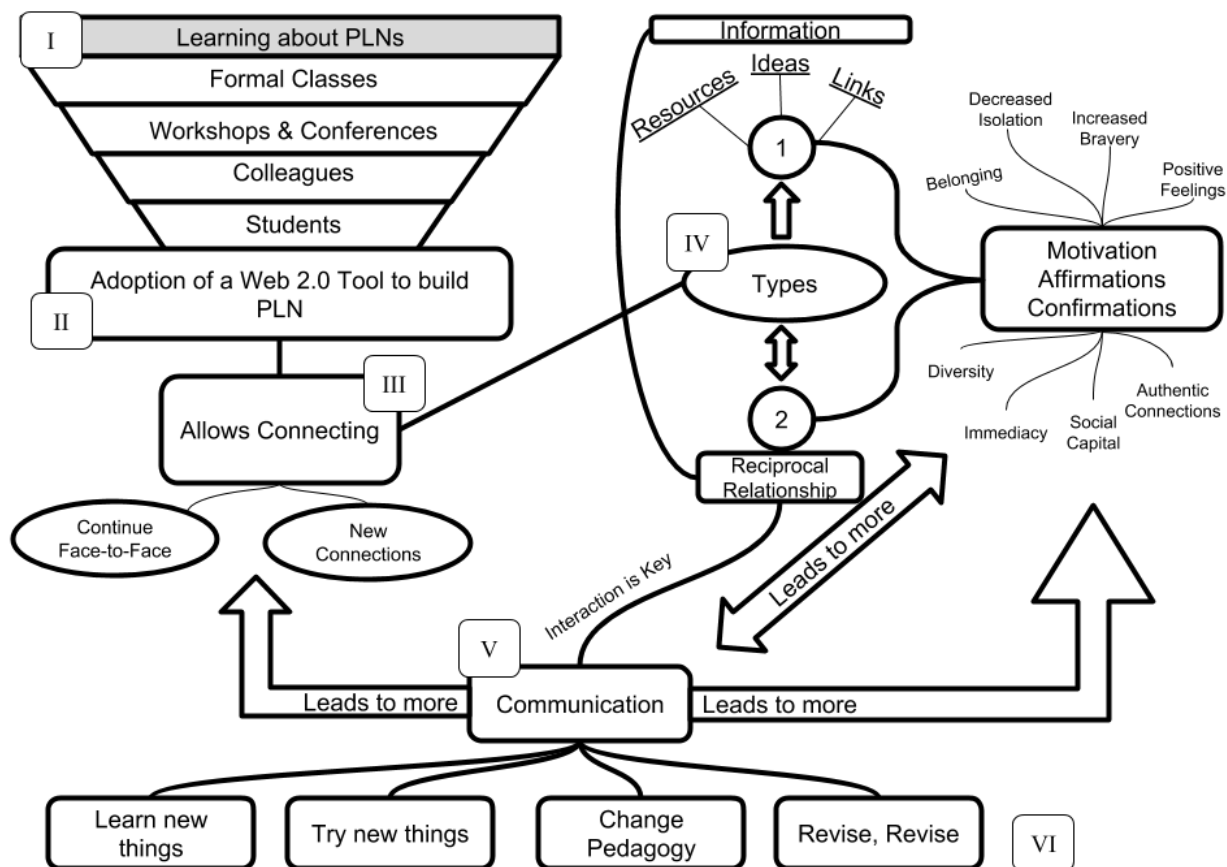 I
Learning about PLNs
Formal Classes
Workshops & Conferences
Colleagues
Students
Adoption of a Web 2.0 Tool to build
PLN
II
III
Allows Connecting
Continue
Face-to-Face
New
Connections
Information
Resources
Ideas
Links
1
IV
Types
2
Reciprocal
Relationship
Decreased
Isolation
Increased
Bravery
Belonging
Positive
Feelings
Motivation
Affirmations
Confirmations
Diversity
Immediacy
Social
Capital
Authentic
Connections
Interaction is Key
Leads to more
V
Leads to more
Communication
Leads to more
Learn new
things
Try new things
Change
Pedagogy
Revise, Revise
VI